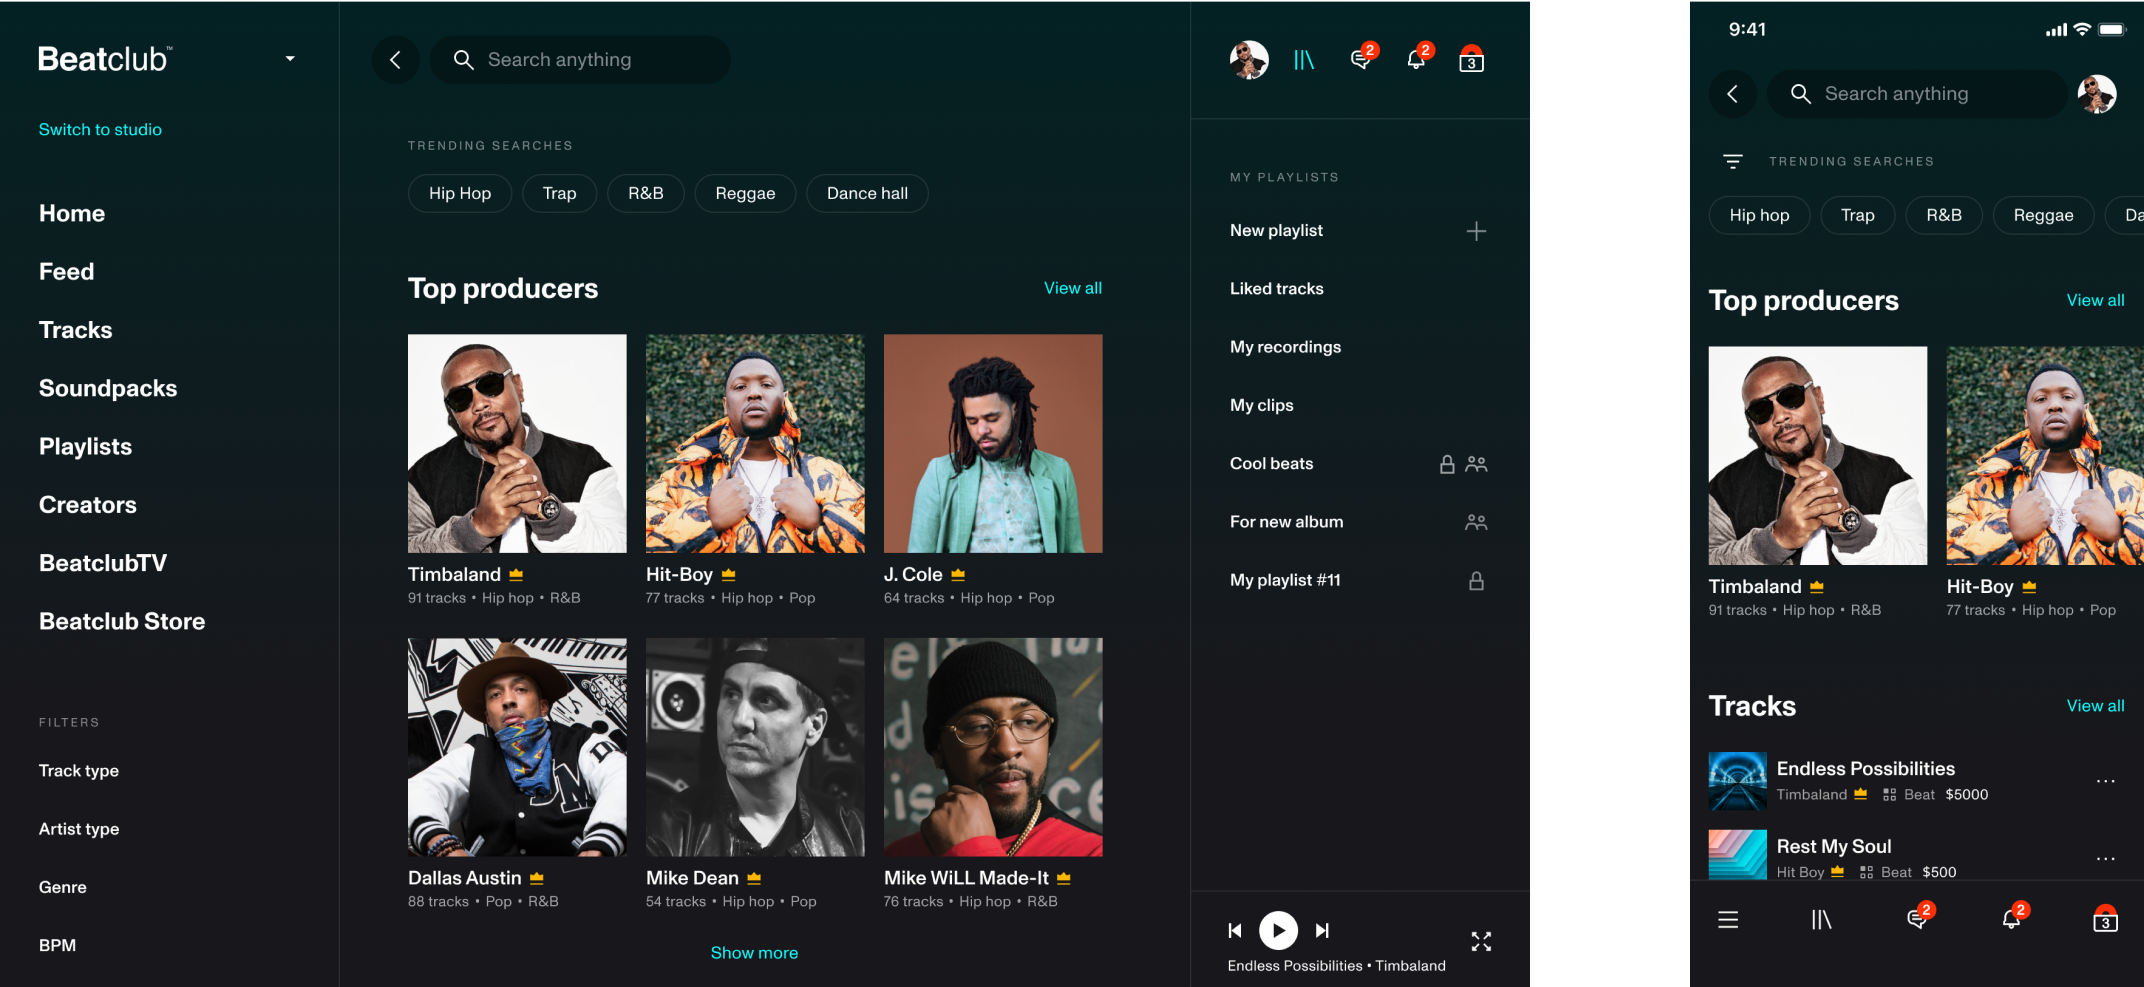 Beatclub™
Switch to studio
Home
Feed
Tracks
Soundpacks
Playlists
Creators
BeatclubTV
Beatclub Store
FILTERS
Track type
Artist type
Genre
BPM
Search anything
TRENDING SEARCHES
Hip Hop Trap R&B Reggae Dance hall
Top producers View all
Timbaland
91 tracks • Hip hop • R&B
Hit-Boy
77 tracks • Hip hop • Pop
J. Cole
64 tracks • Hip hop • Pop
Dallas Austin
88 tracks • Pop • R&B
Mike Dean
54 tracks • Hip hop • Pop
Mike WiLL Made-It
76 tracks • Hip hop • R&B
Show more
2 2 3
MY PLAYLISTS
New playlist
Liked tracks
My recordings
My clips
Cool beats
For new album
My playlist #11
Endless Possibilities • Timbaland
9:41
Search anything
TRENDING SEARCHES
Hip hop Trap R&B Reggae Da
Top producers View all
Timbaland
91 tracks • Hip hop • R&B
Hit-Boy
77 tracks • Hip hop • Pop
Tracks View all
Endless Possibilities
Timbaland Beat $5000
Rest My Soul
Hit Boy Beat $500
2 2 3